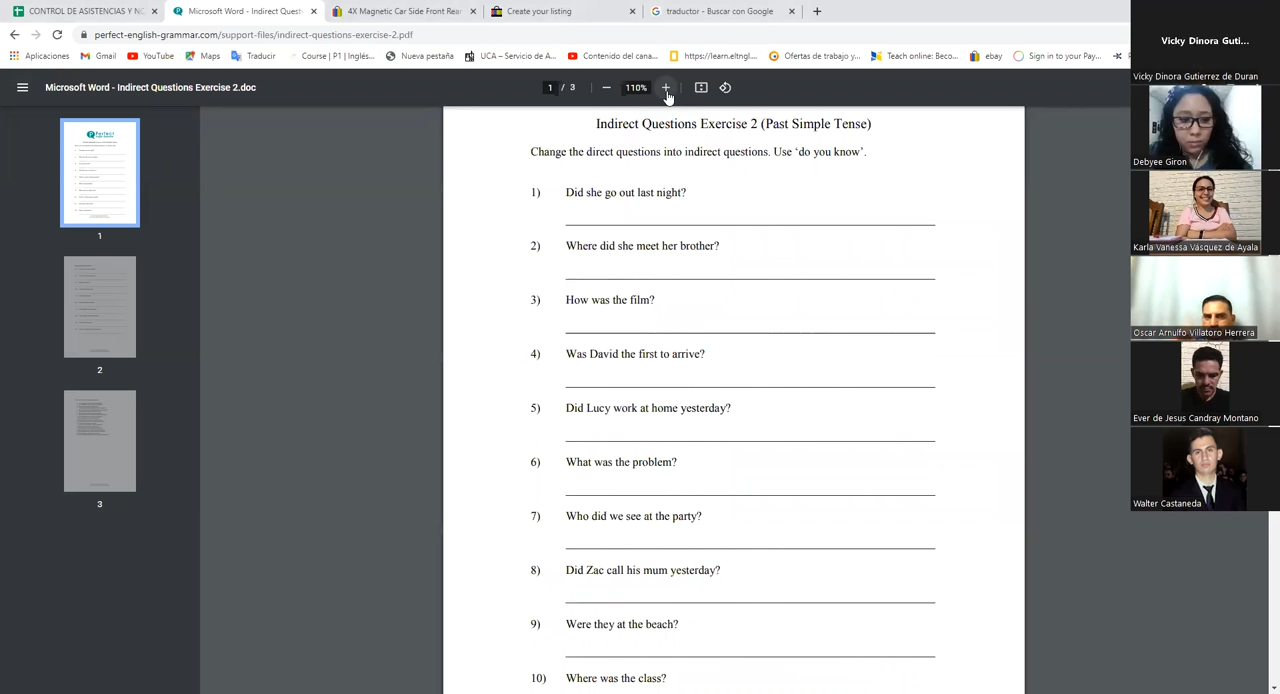 CONTROL DE ASISTENCIAS Y NO
Microsoft Word - Indirect Quest
4X Magnetic Car Side Front Rear
Create your listing
traductor - Buscar con Google
perfect-english-grammar.com/support-files/indirect-questions-exercise-2.pdf
Aplicaciones
Gmail
YouTube
Maps
Traducir
Course | P1 | Inglés...
Nueva pestaña
UCA – Servicio de A...
Contenido del cana...
https://learn.eltngl...
Ofertas de trabajo y...
Teach online: Beco...
ebay
Sign in to your Pay...
Microsoft Word - Indirect Questions Exercise 2.doc
1 / 3
110%
Indirect Questions Exercise 2 (Past Simple Tense)
Change the direct questions into indirect questions. Use 'do you know'.
1) Did she go out last night?
2) Where did she meet her brother?
3) How was the film?
4) Was David the first to arrive?
5) Did Lucy work at home yesterday?
6) What was the problem?
7) Who did we see at the party?
8) Did Zac call his mum yesterday?
9) Were they at the beach?
10) Where was the class?
1
2
3
Vicky Dinora Guti...
Vicky Dinora Gutierrez de Duran
Debyee Giron
Karla Vanessa Vásquez de Ayala
Oscar Arnulfo Villatoro Herrera
Ever de Jesus Candray Montano
Walter Castaneda